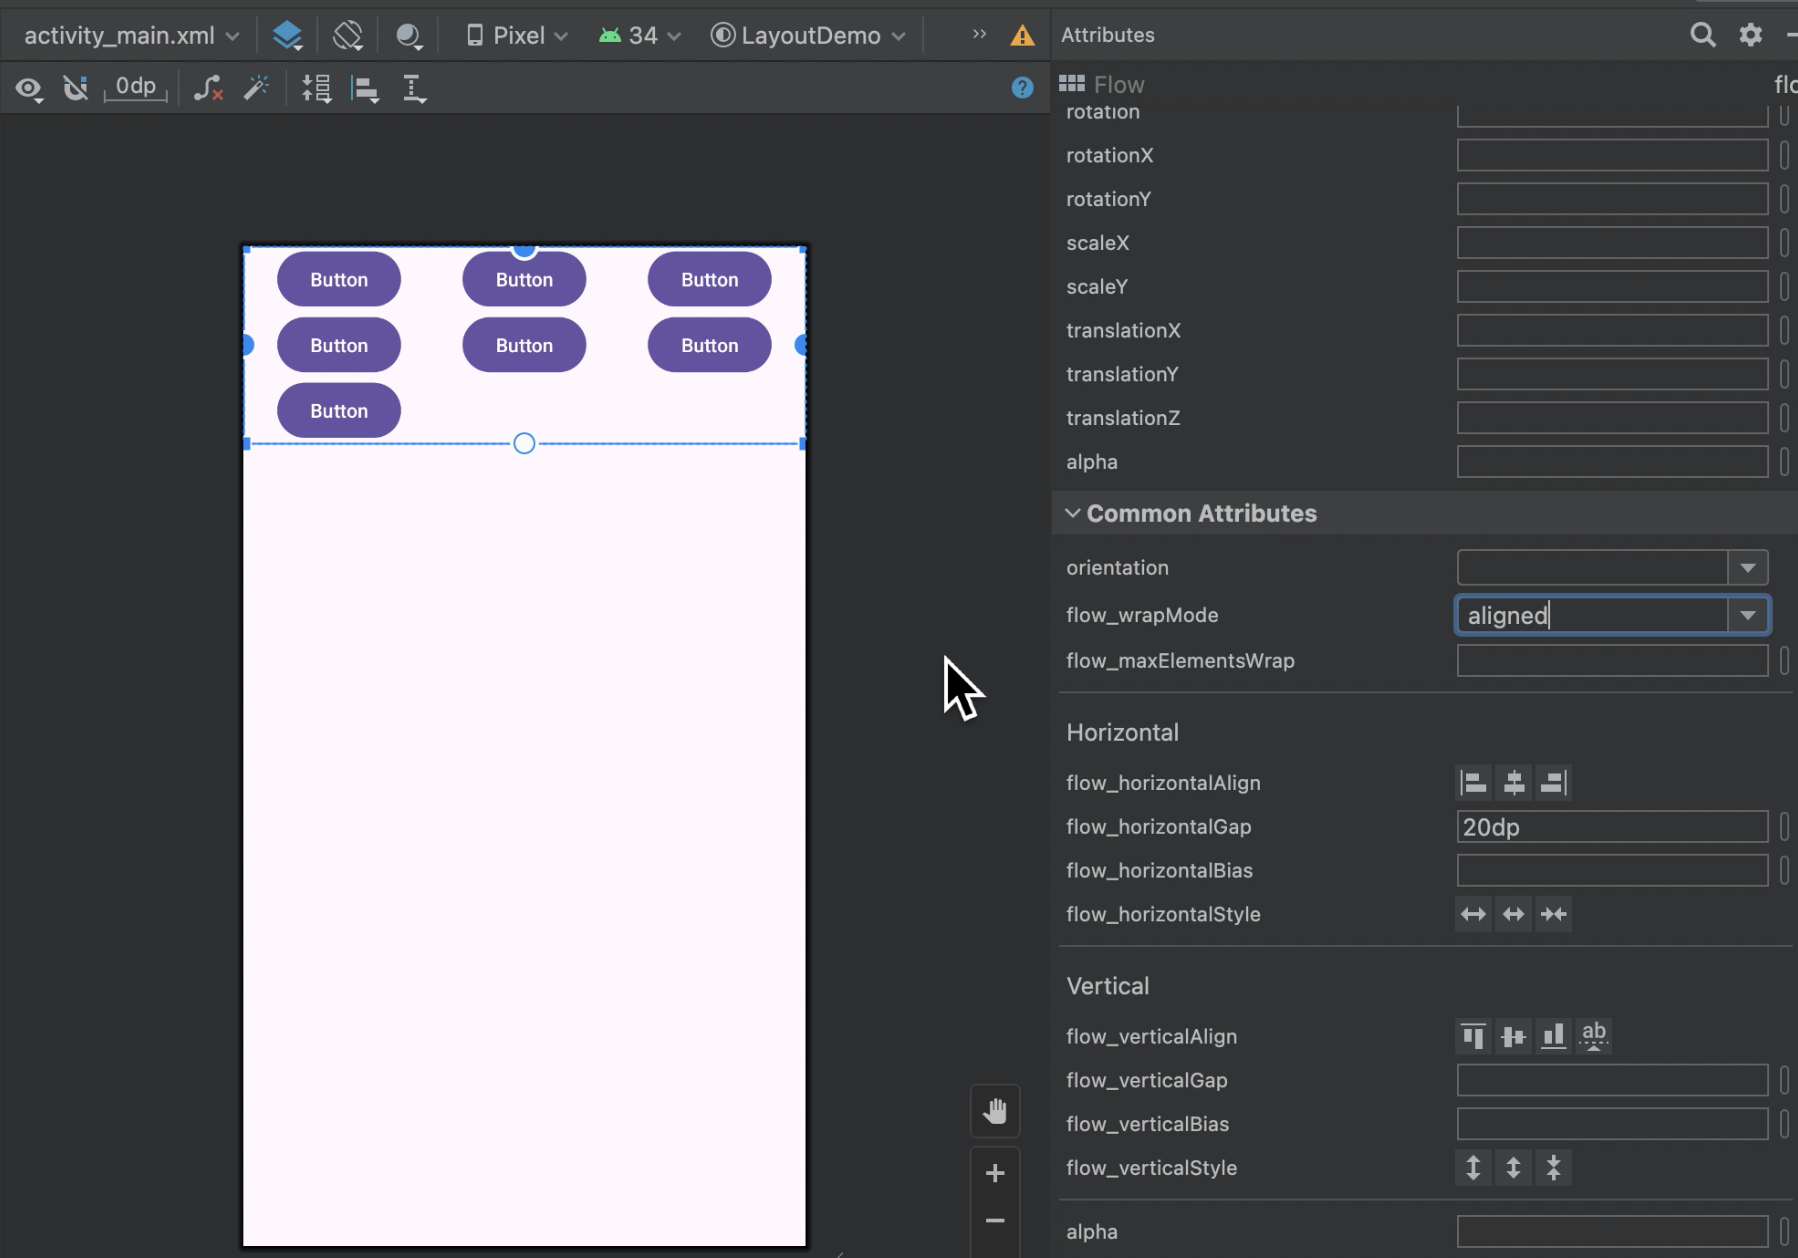 activity_main.xml
Pixel
34
LayoutDemo
Attributes
0dp
?
Flow
flo
rotation
rotationX
rotationY
scaleX
scaleY
translationX
translationY
translationZ
alpha
Button Button Button
Button Button Button
Button
Common Attributes
orientation
flow_wrapMode aligned
flow_maxElementsWrap
Horizontal
flow_horizontalAlign
flow_horizontalGap 20dp
flow_horizontalBias
flow_horizontalStyle
Vertical
flow_verticalAlign ab
flow_verticalGap
flow_verticalBias
flow_verticalStyle
alpha